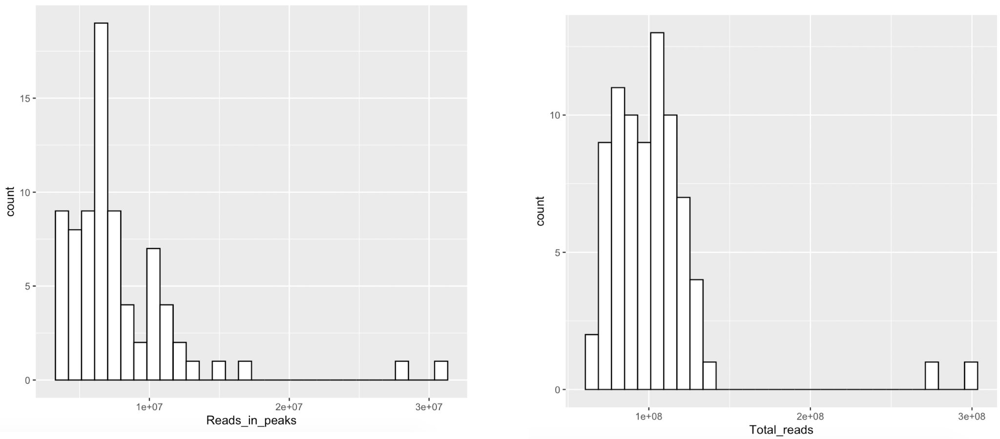 count
15
10
5
0
1e+07
2e+07
3e+07
Reads_in_peaks
count
10
5
0
1e+08
2e+08
3e+08
Total_reads